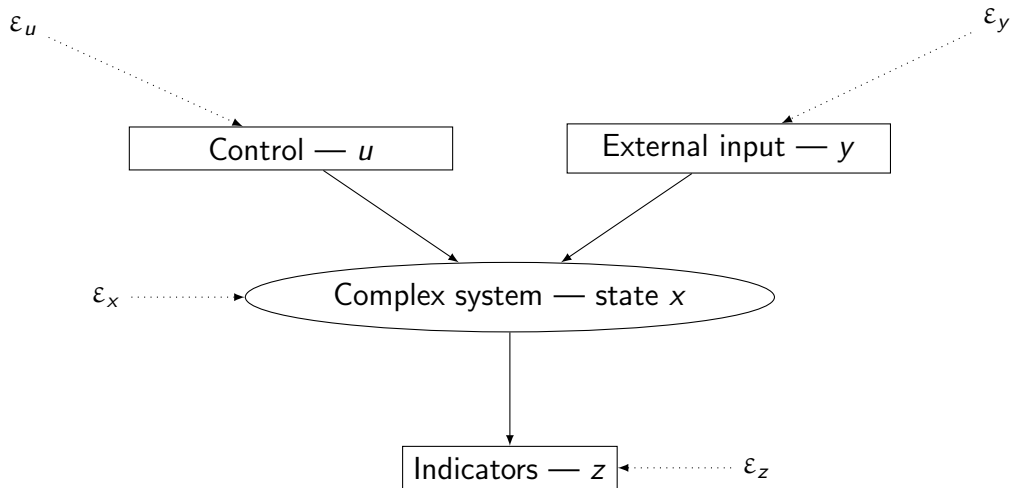 ε_u
ε_y
Control — u
External input — y
ε_x
Complex system — state x
Indicators — z
ε_z